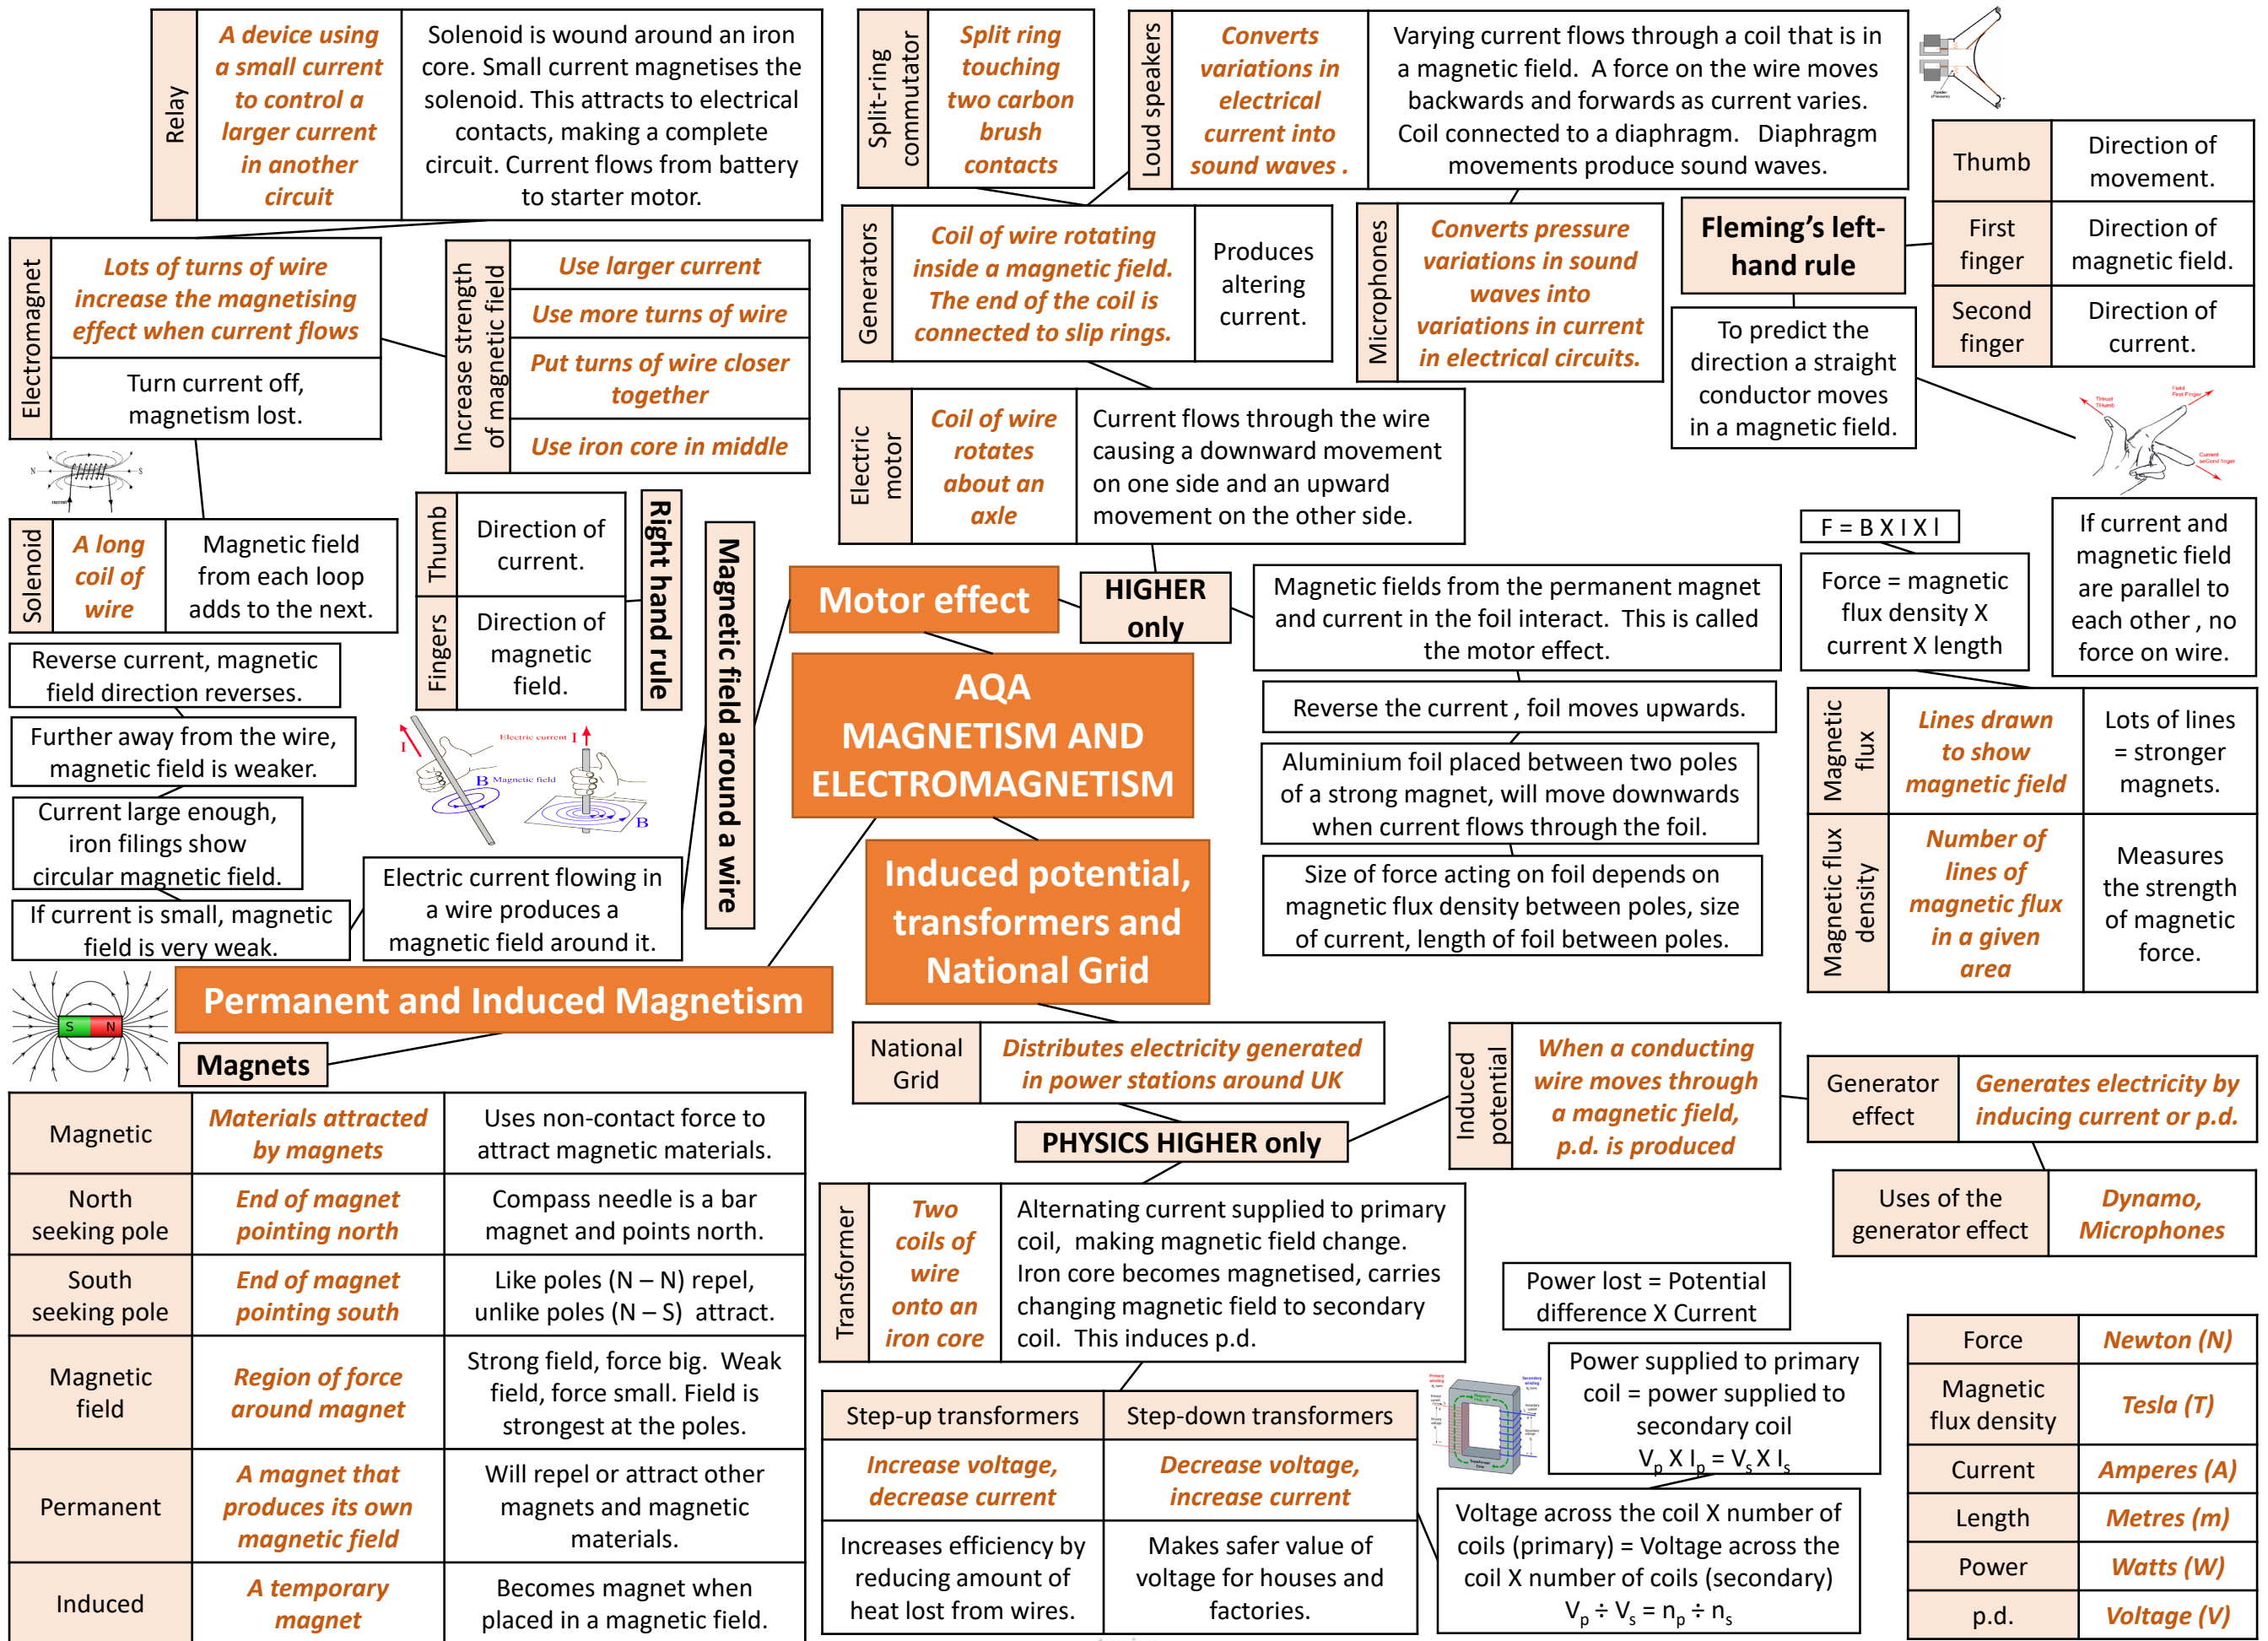 Relay
A device using
a small current
to control a
larger current
in another
circuit
Solenoid is wound around an iron
core. Small current magnetises the
solenoid. This attracts to electrical
contacts, making a complete
circuit. Current flows from battery
to starter motor.
Split-ring
commutator
Split ring
touching
two carbon
brush
contacts
Loud speakers
Converts
variations in
electrical
current into
sound waves .
Varying current flows through a coil that is in
a magnetic field. A force on the wire moves
backwards and forwards as current varies.
Coil connected to a diaphragm. Diaphragm
movements produce sound waves.
Thumb
Direction of
movement.
First
finger
Direction of
magnetic field.
Second
finger
Direction of
current.
Electromagnet
Lots of turns of wire
increase the magnetising
effect when current flows
Turn current off,
magnetism lost.
Increase strength
of magnetic field
Use larger current
Use more turns of wire
Put turns of wire closer
together
Use iron core in middle
Generators
Coil of wire rotating
inside a magnetic field.
The end of the coil is
connected to slip rings.
Produces
altering
current.
Microphones
Converts pressure
variations in sound
waves into
variations in current
in electrical circuits.
Fleming's left-
hand rule
To predict the
direction a straight
conductor moves
in a magnetic field.
Thrust
Thumb
Field
First Finger
Current
seCond finger
Electric
motor
Coil of wire
rotates
about an
axle
Current flows through the wire
causing a downward movement
on one side and an upward
movement on the other side.
N
S
Solenoid
A long
coil of
wire
Magnetic field
from each loop
adds to the next.
Thumb
Direction of
current.
Fingers
Direction of
magnetic
field.
Right hand rule
Magnetic field around a wire
Motor effect
HIGHER
only
Magnetic fields from the permanent magnet
and current in the foil interact. This is called
the motor effect.
F = B X I X l
Force = magnetic
flux density X
current X length
If current and
magnetic field
are parallel to
each other , no
force on wire.
Reverse current, magnetic
field direction reverses.
Further away from the wire,
magnetic field is weaker.
Current large enough,
iron filings show
circular magnetic field.
If current is small, magnetic
field is very weak.
I
Electric current I
B Magnetic field
B
Electric current flowing in
a wire produces a
magnetic field around it.
AQA
MAGNETISM AND
ELECTROMAGNETISM
Reverse the current , foil moves upwards.
Aluminium foil placed between two poles
of a strong magnet, will move downwards
when current flows through the foil.
Size of force acting on foil depends on
magnetic flux density between poles, size
of current, length of foil between poles.
Magnetic
flux
Lines drawn
to show
magnetic field
Lots of lines
= stronger
magnets.
Magnetic flux
density
Number of
lines of
magnetic flux
in a given
area
Measures
the strength
of magnetic
force.
Induced potential,
transformers and
National Grid
Permanent and Induced Magnetism
S N
Magnets
Magnetic
Materials attracted
by magnets
Uses non-contact force to
attract magnetic materials.
North
seeking pole
End of magnet
pointing north
Compass needle is a bar
magnet and points north.
South
seeking pole
End of magnet
pointing south
Like poles (N – N) repel,
unlike poles (N – S) attract.
Magnetic
field
Region of force
around magnet
Strong field, force big. Weak
field, force small. Field is
strongest at the poles.
Permanent
A magnet that
produces its own
magnetic field
Will repel or attract other
magnets and magnetic
materials.
Induced
A temporary
magnet
Becomes magnet when
placed in a magnetic field.
National
Grid
Distributes electricity generated
in power stations around UK
PHYSICS HIGHER only
Induced
potential
When a conducting
wire moves through
a magnetic field,
p.d. is produced
Generator
effect
Generates electricity by
inducing current or p.d.
Uses of the
generator effect
Dynamo,
Microphones
Transformer
Two
coils of
wire
onto an
iron core
Alternating current supplied to primary
coil, making magnetic field change.
Iron core becomes magnetised, carries
changing magnetic field to secondary
coil. This induces p.d.
Step-up transformers
Step-down transformers
Increase voltage,
decrease current
Decrease voltage,
increase current
Increases efficiency by
reducing amount of
heat lost from wires.
Makes safer value of
voltage for houses and
factories.
Power lost = Potential
difference X Current
Power supplied to primary
coil = power supplied to
secondary coil
Vp X Ip = Vs X Is
Voltage across the coil X number of
coils (primary) = Voltage across the
coil X number of coils (secondary)
Vp ÷ Vs = np ÷ ns
Force
Newton (N)
Magnetic
flux density
Tesla (T)
Current
Amperes (A)
Length
Metres (m)
Power
Watts (W)
p.d.
Voltage (V)